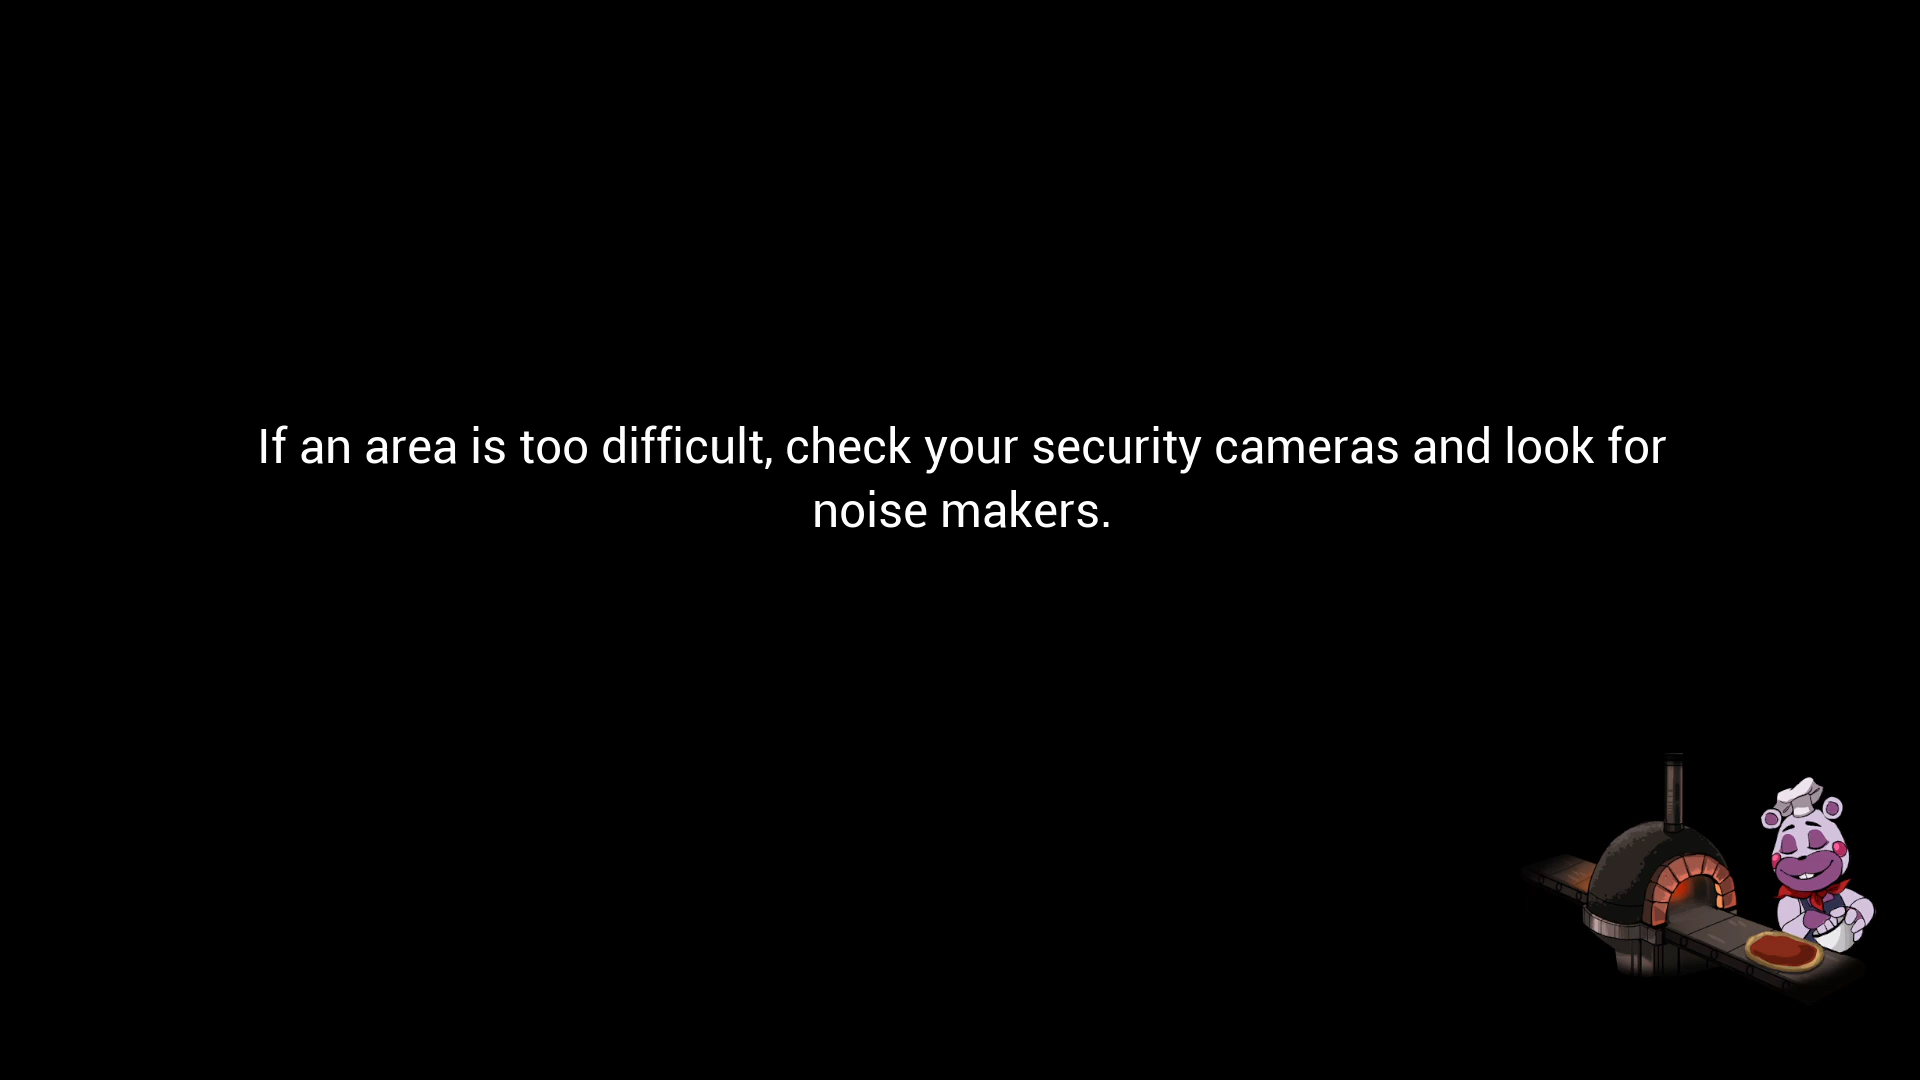 If an area is too difficult, check your security cameras and look for
noise makers.